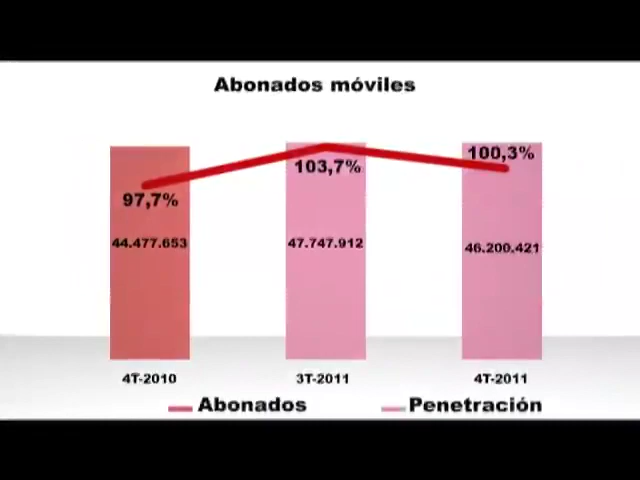 Abonados móviles
100,3%
103,7%
97,7%
44.477.653
47.747.912
46.200.421
4T-2010
3T-2011
4T-2011
Abonados
Penetración